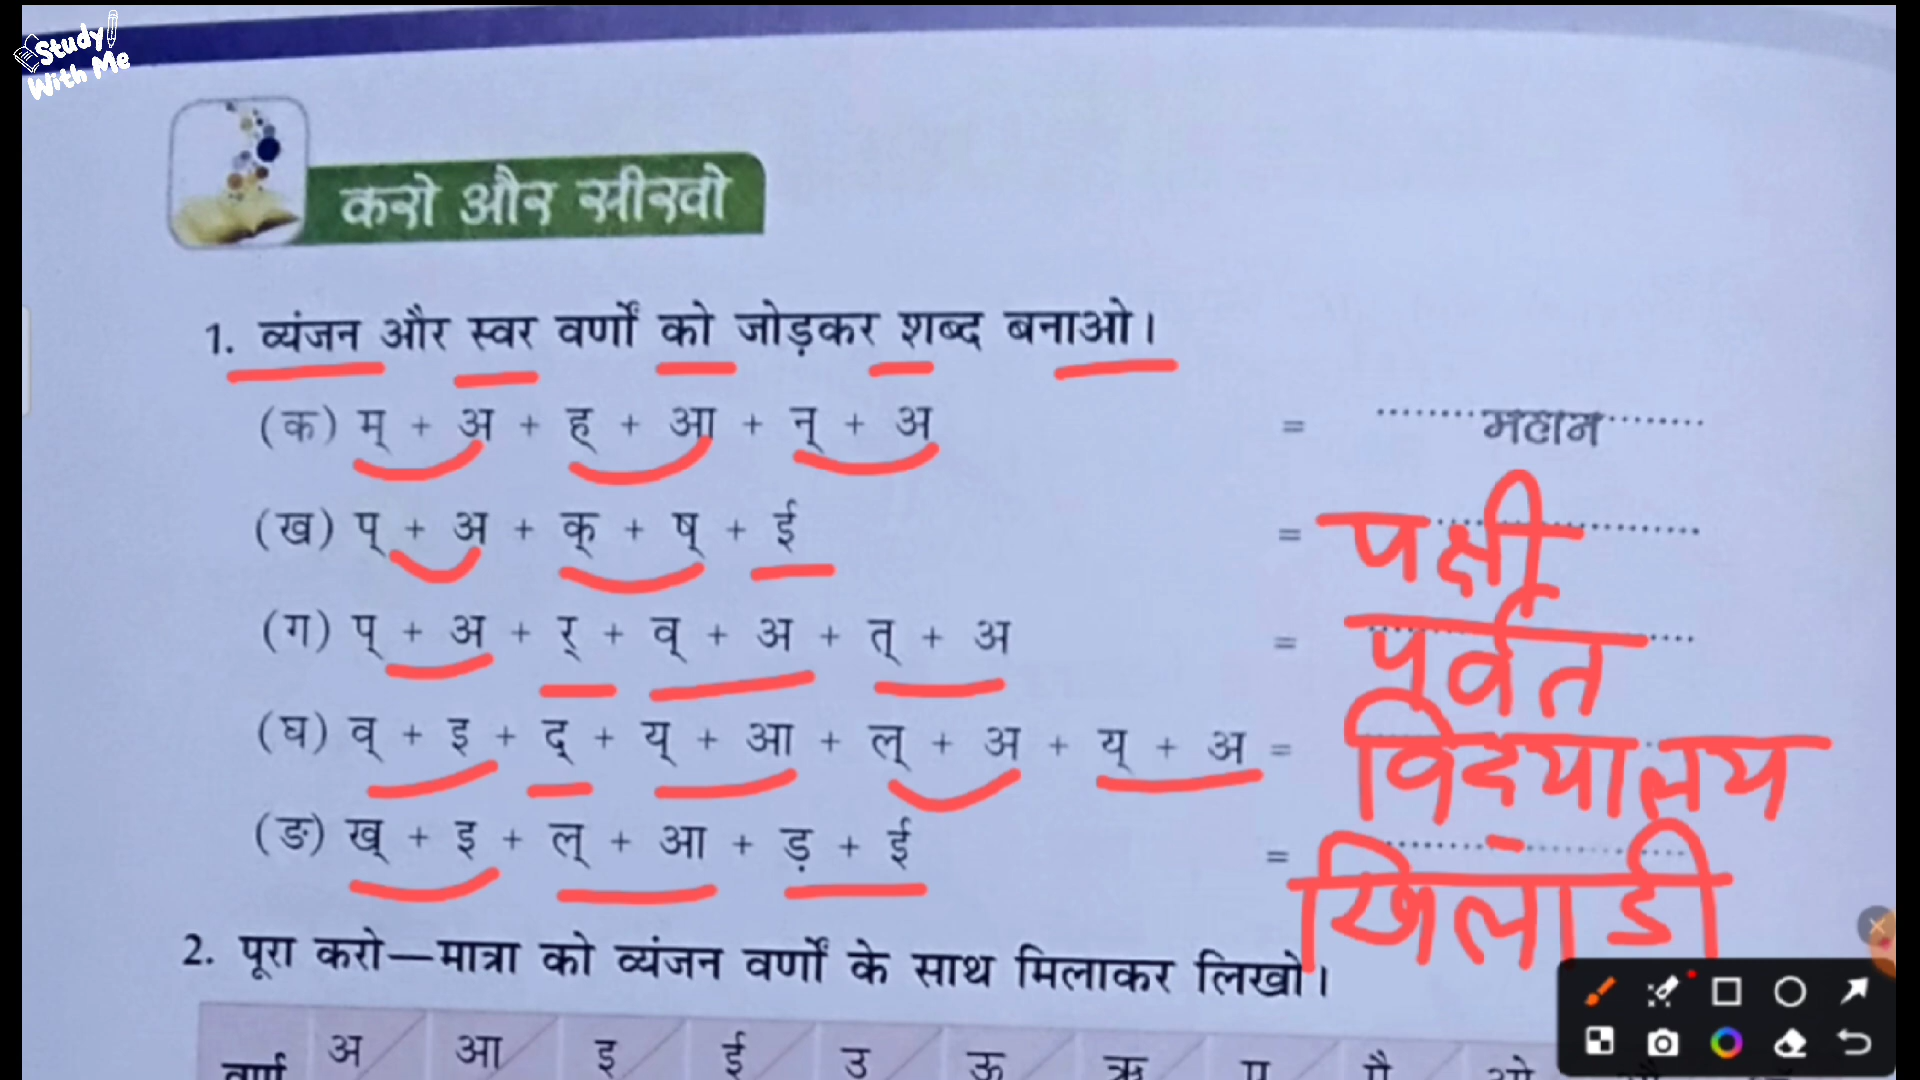 Study
With Me
करो और सीखो
1. व्यंजन और स्वर वर्णों को जोड़कर शब्द बनाओ।
(क) म् + अ + ह् + आ + न् + अ = महान
(ख) प् + अ + क् + ष् + ई = पक्षी
(ग) प् + अ + र् + व् + अ + त् + अ = पर्वत
(घ) व् + इ + द् + य् + आ + ल् + अ + य् + अ = विद्यालय
(ङ) ख् + इ + ल् + आ + ड़ + ई = खिलाडी
2. पूरा करो—मात्रा को व्यंजन वर्णों के साथ मिलाकर लिखो।
वर्ण अ आ इ ई उ ऊ ऋ ए ऐ ओ